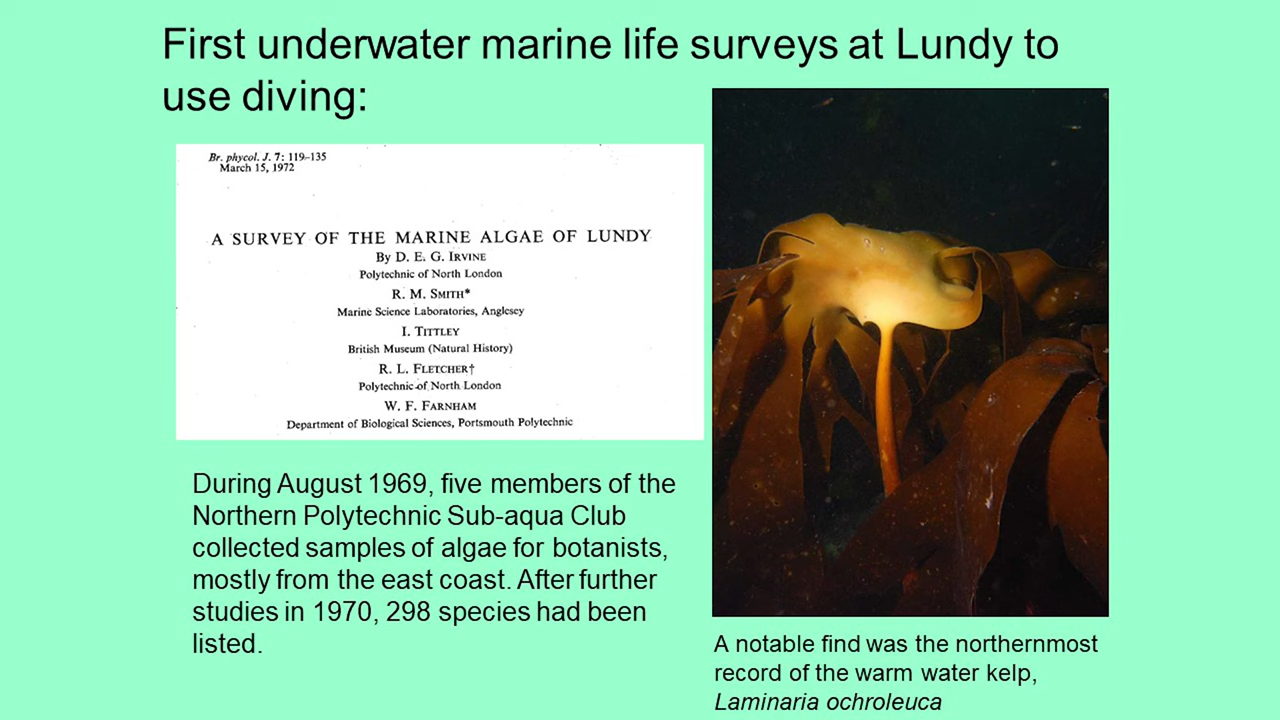 First underwater marine life surveys at Lundy to
use diving:
Br. phycol. J. 7: 119–135
March 15, 1972
A SURVEY OF THE MARINE ALGAE OF LUNDY
By D. E. G. IRVINE
Polytechnic of North London
R. M. SMITH*
Marine Science Laboratories, Anglesey
I. TITTLEY
British Museum (Natural History)
R. L. FLETCHER†
Polytechnic of North London
W. F. FARNHAM
Department of Biological Sciences, Portsmouth Polytechnic
During August 1969, five members of the
Northern Polytechnic Sub-aqua Club
collected samples of algae for botanists,
mostly from the east coast. After further
studies in 1970, 298 species had been
listed.
A notable find was the northernmost
record of the warm water kelp,
Laminaria ochroleuca